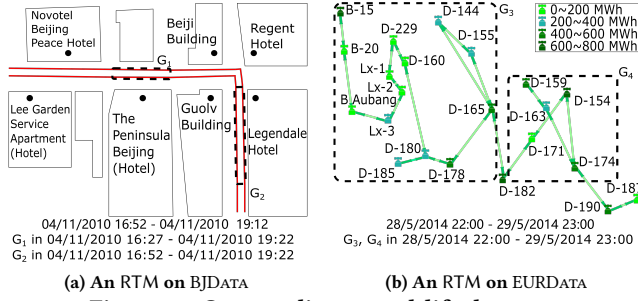 Novotel
Beijing
Peace Hotel
Beiji
Building
Regent
Hotel
G1
Lee Garden
Service
Apartment
(Hotel)
The
Peninsula
Beijing
(Hotel)
Guolv
Building
Legendale
Hotel
G2
04/11/2010 16:52 - 04/11/2010 19:12
G1 in 04/11/2010 16:27 - 04/11/2010 19:22
G2 in 04/11/2010 16:52 - 04/11/2010 19:22
(a) An RTM on BJDATA
B-15
D-144
G3
0~200 MWh
200~400 MWh
400~600 MWh
600~800 MWh
D-229
D-155
B-20
D-160
Lx-1
Lx-2
B.Aubang
Lx-3
D-165
D-180
D-185
D-178
G4
D-159
D-154
D-163
D-171
D-174
D-182
D-190
D-187
28/5/2014 22:00 - 29/5/2014 23:00
G3, G4 in 28/5/2014 22:00 - 29/5/2014 23:00
(b) An RTM on EURDATA